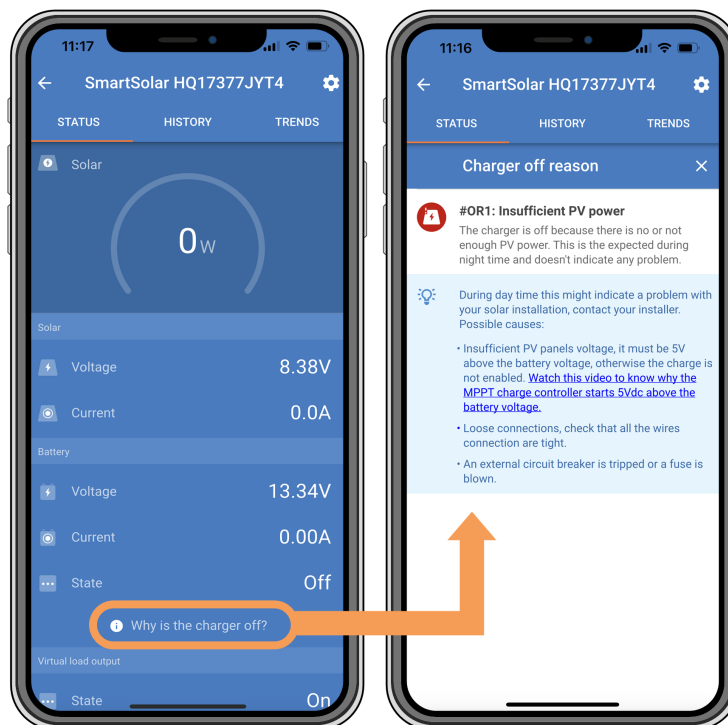 11:17
SmartSolar HQ17377JYT4
STATUS HISTORY TRENDS
Solar
0W
Solar
Voltage 8.38V
Current 0.0A
Battery
Voltage 13.34V
Current 0.00A
State Off
Why is the charger off?
Virtual load output
State On
11:16
SmartSolar HQ17377JYT4
STATUS HISTORY TRENDS
Charger off reason
#OR1: Insufficient PV power
The charger is off because there is no or not
enough PV power. This is the expected during
night time and doesn't indicate any problem.
During day time this might indicate a problem with
your solar installation, contact your installer.
Possible causes:
• Insufficient PV panels voltage, it must be 5V
above the battery voltage, otherwise the charge is
not enabled. Watch this video to know why the
MPPT charge controller starts 5Vdc above the
battery voltage.
• Loose connections, check that all the wires
connection are tight.
• An external circuit breaker is tripped or a fuse is
blown.